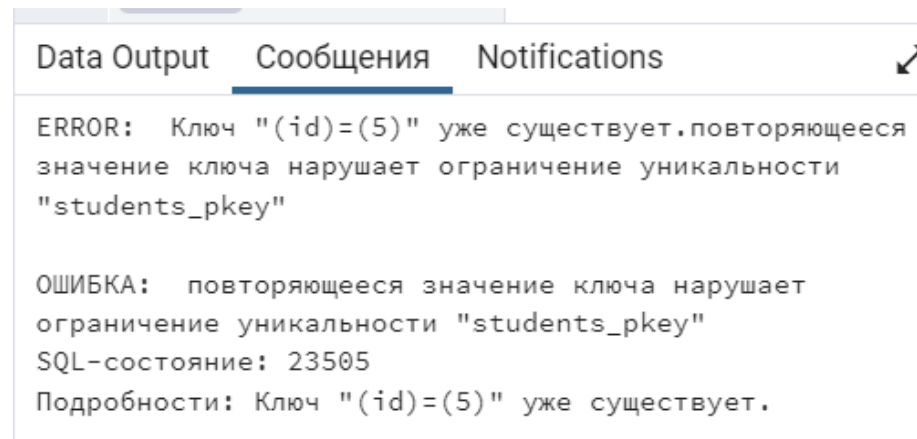 Data Output Сообщения Notifications
ERROR:  Ключ "(id)=(5)" уже существует.повторяющееся
значение ключа нарушает ограничение уникальности
"students_pkey"
ОШИБКА:  повторяющееся значение ключа нарушает
ограничение уникальности "students_pkey"
SQL-состояние: 23505
Подробности: Ключ "(id)=(5)" уже существует.